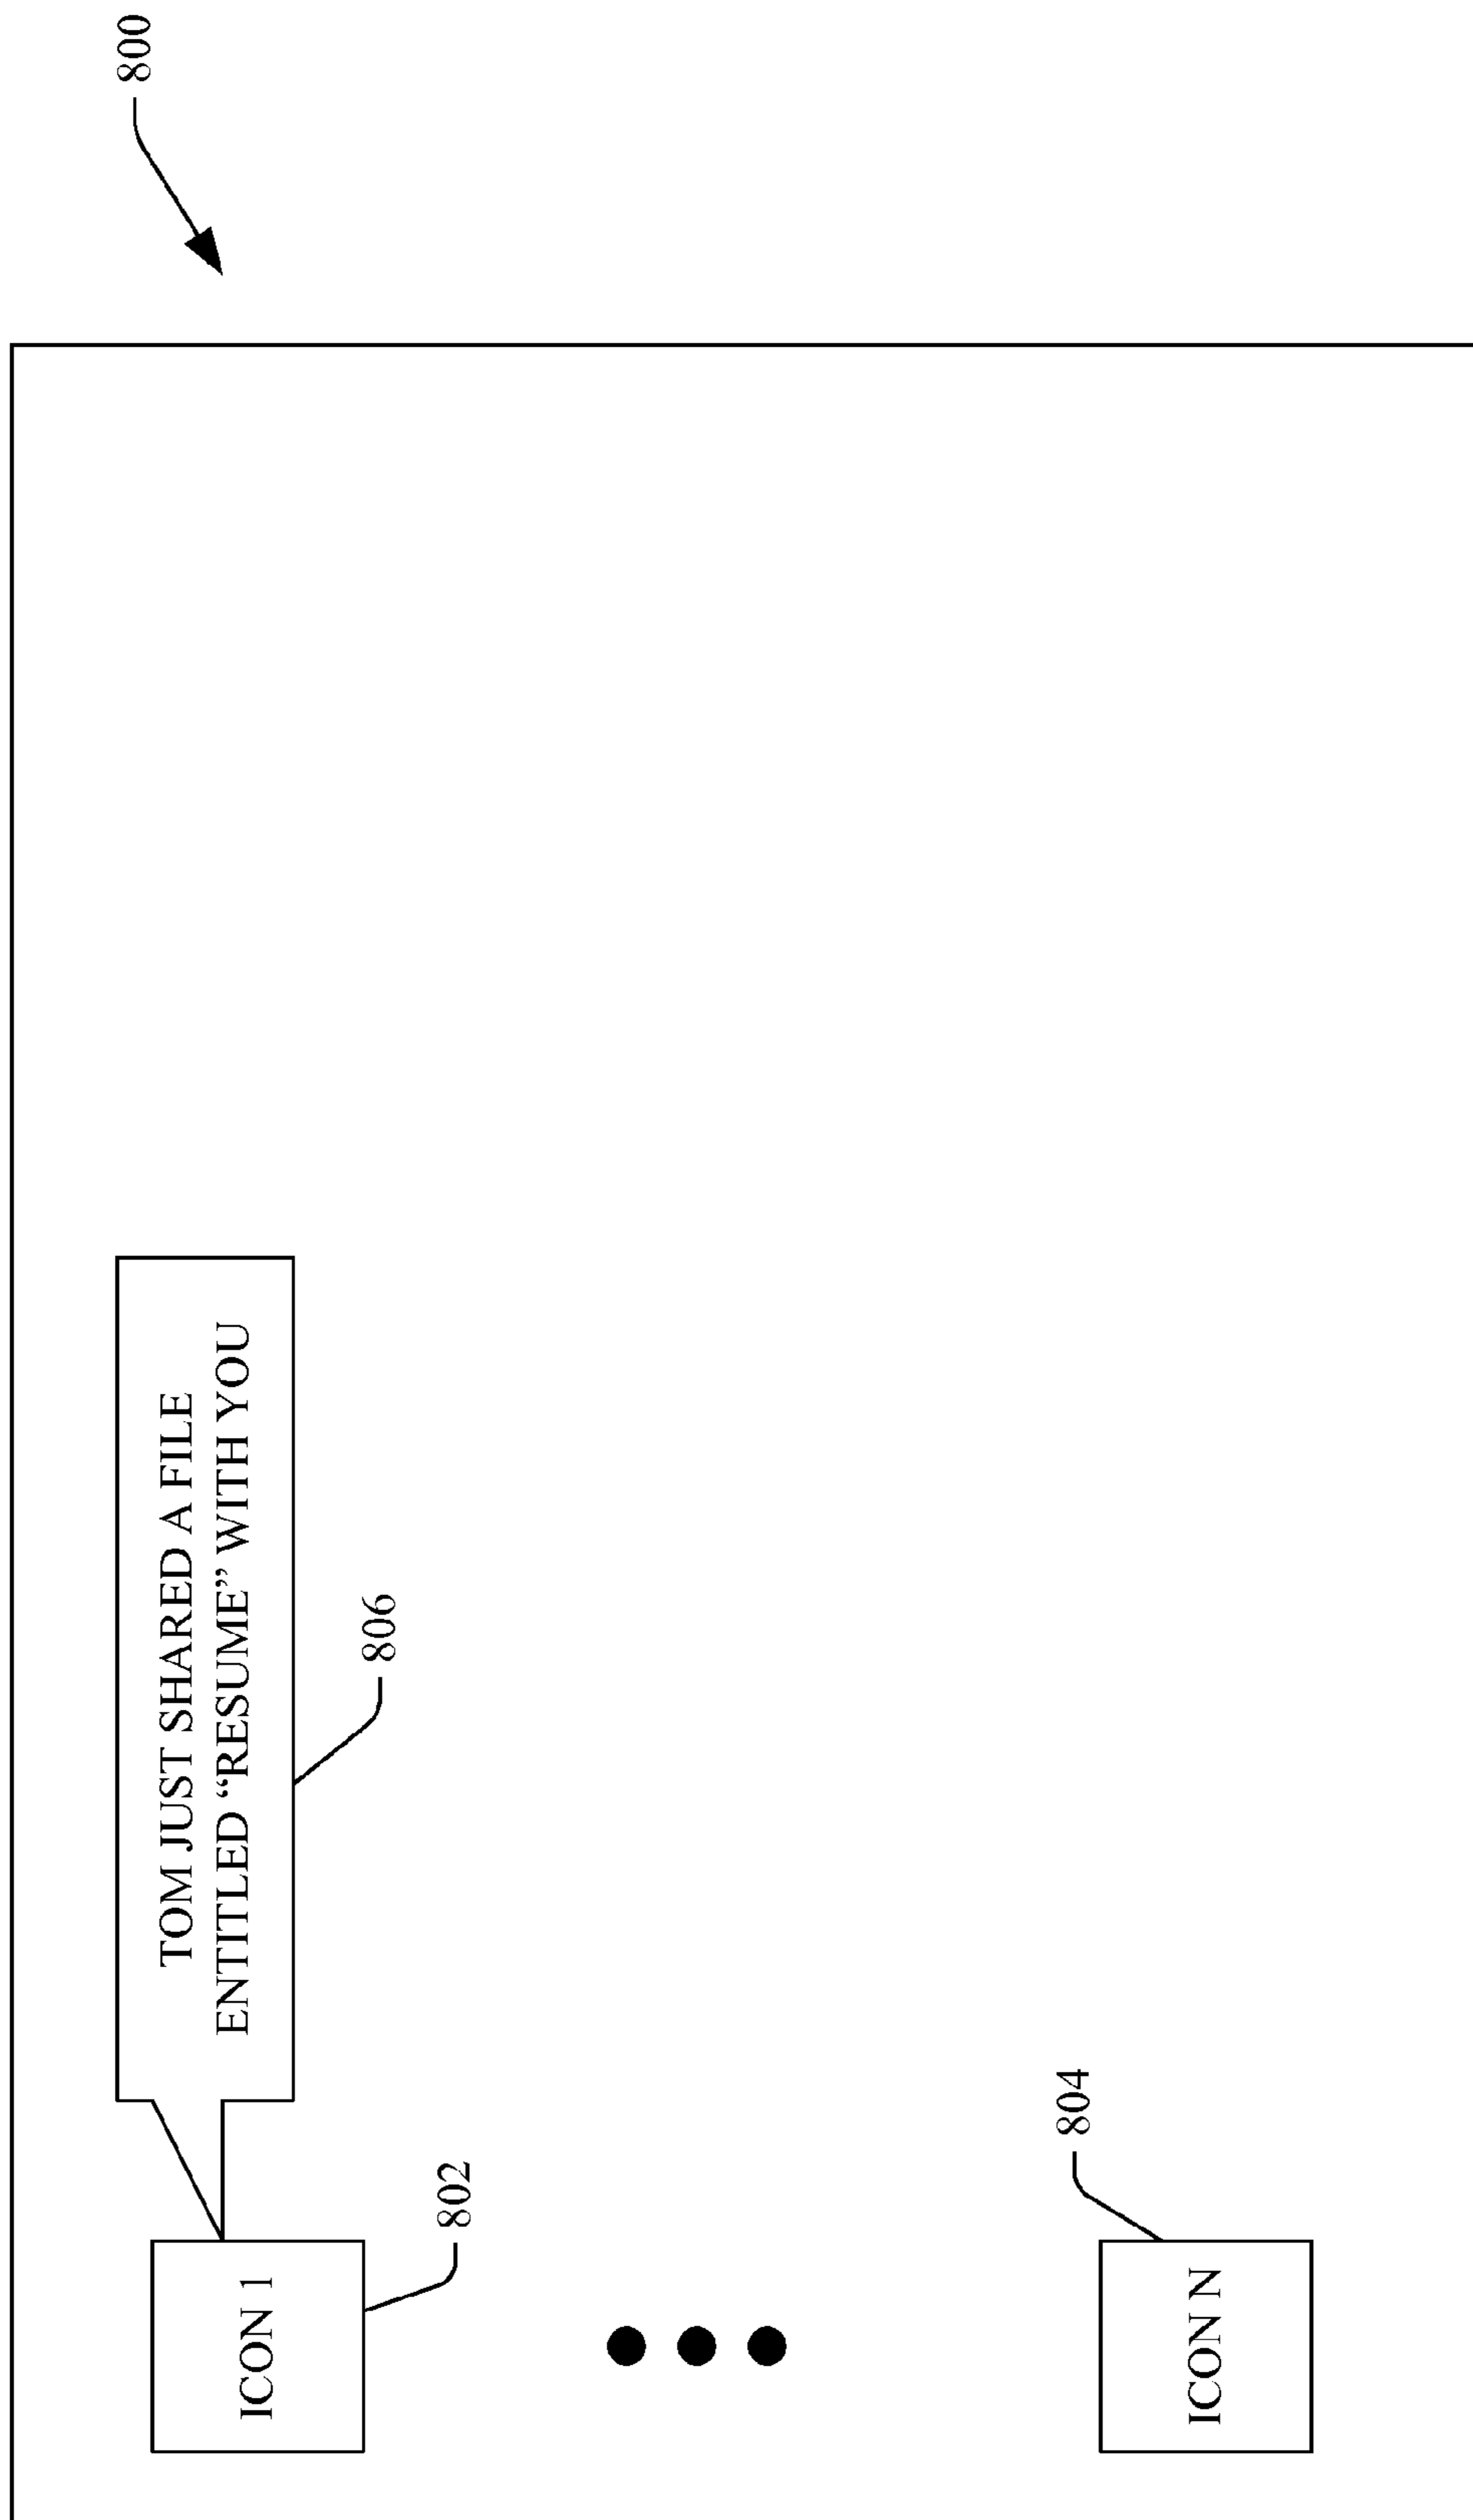 800
TOM JUST SHARED A FILE
ENTITLED “RESUME” WITH YOU
ICON 1
806
802
804
ICON N